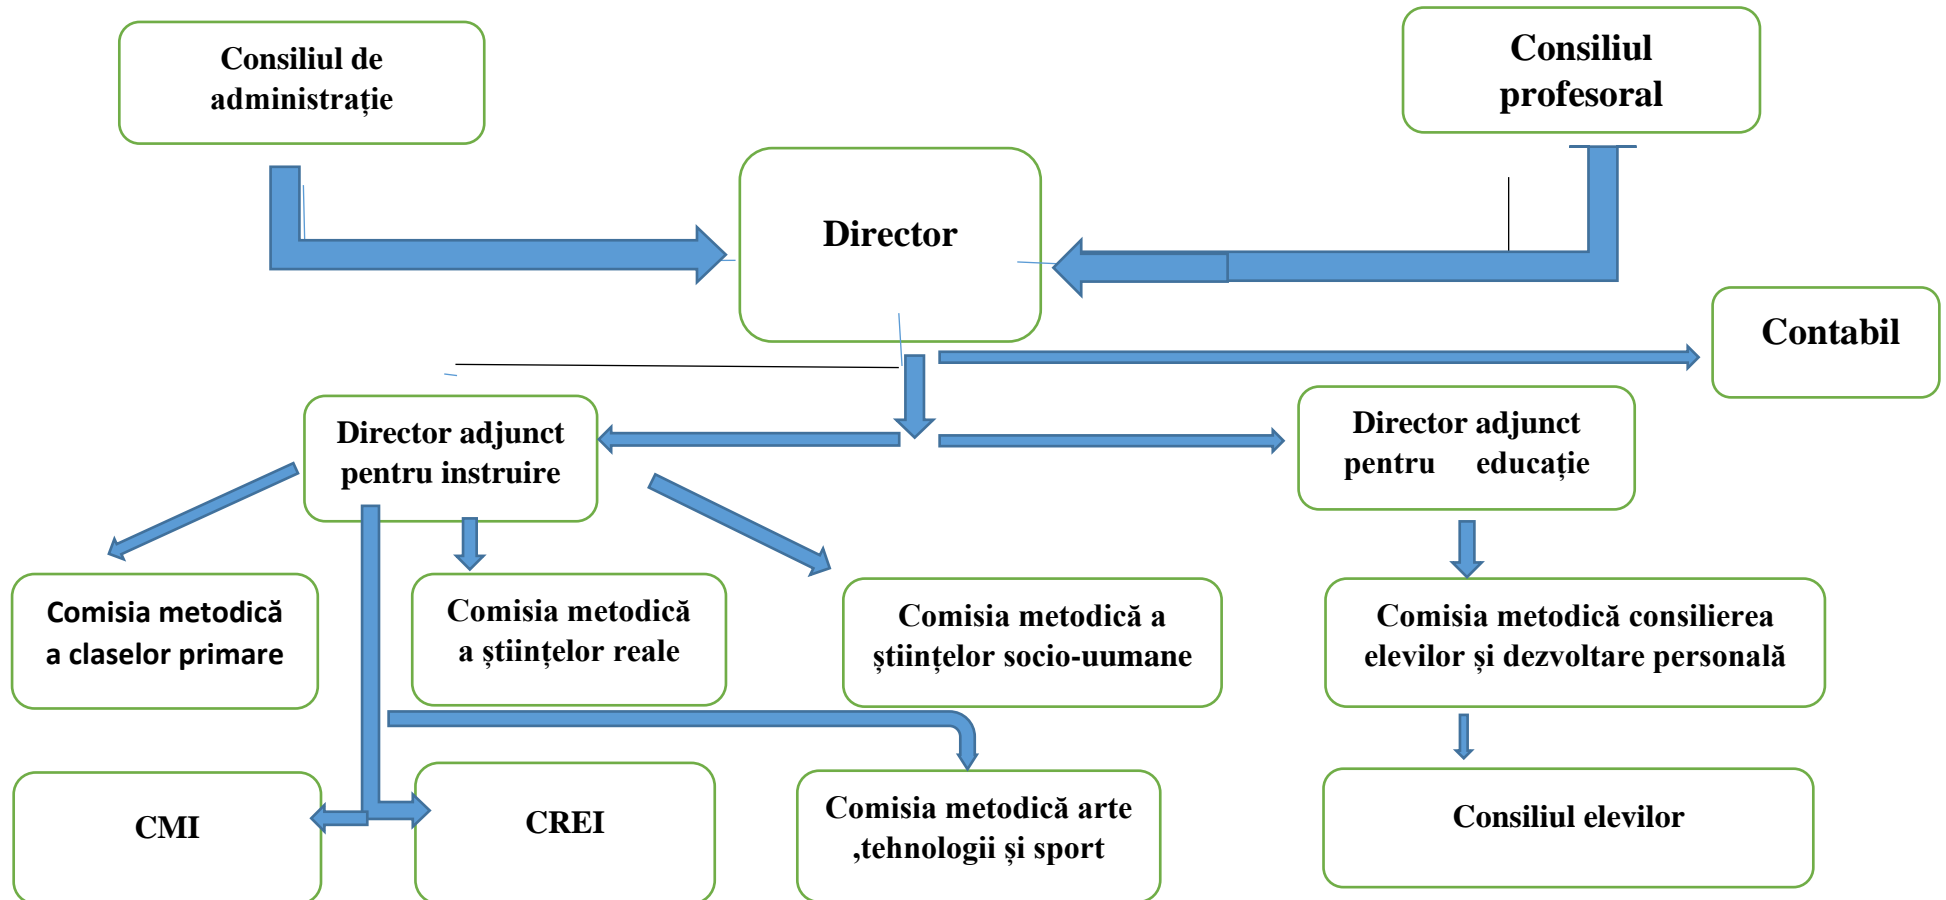 Consiliul de
administrație
Consiliul
profesoral
Director
Contabil
Director adjunct
pentru instruire
Director adjunct
pentru educație
Comisia metodică
a claselor primare
Comisia metodică
a științelor reale
Comisia metodică a
științelor socio-uumane
Comisia metodică consilierea
elevilor și dezvoltare personală
CMI
CREI
Comisia metodică arte
,tehnologii și sport
Consiliul elevilor